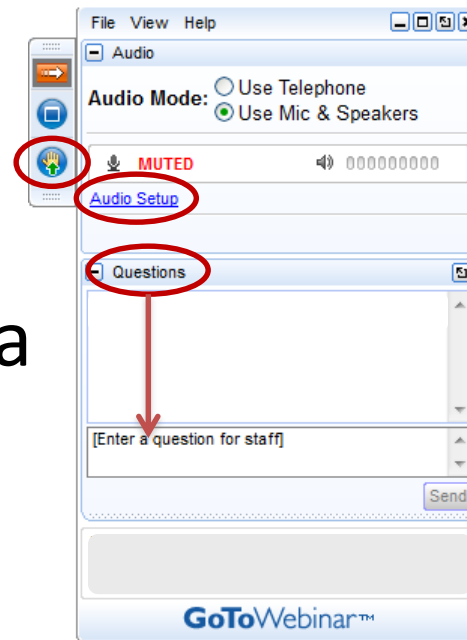 File View Help
Audio
Audio Mode: Use Telephone
Use Mic & Speakers
MUTED 000000000
Audio Setup
Questions
a
[Enter a question for staff]
Send
GoToWebinar™